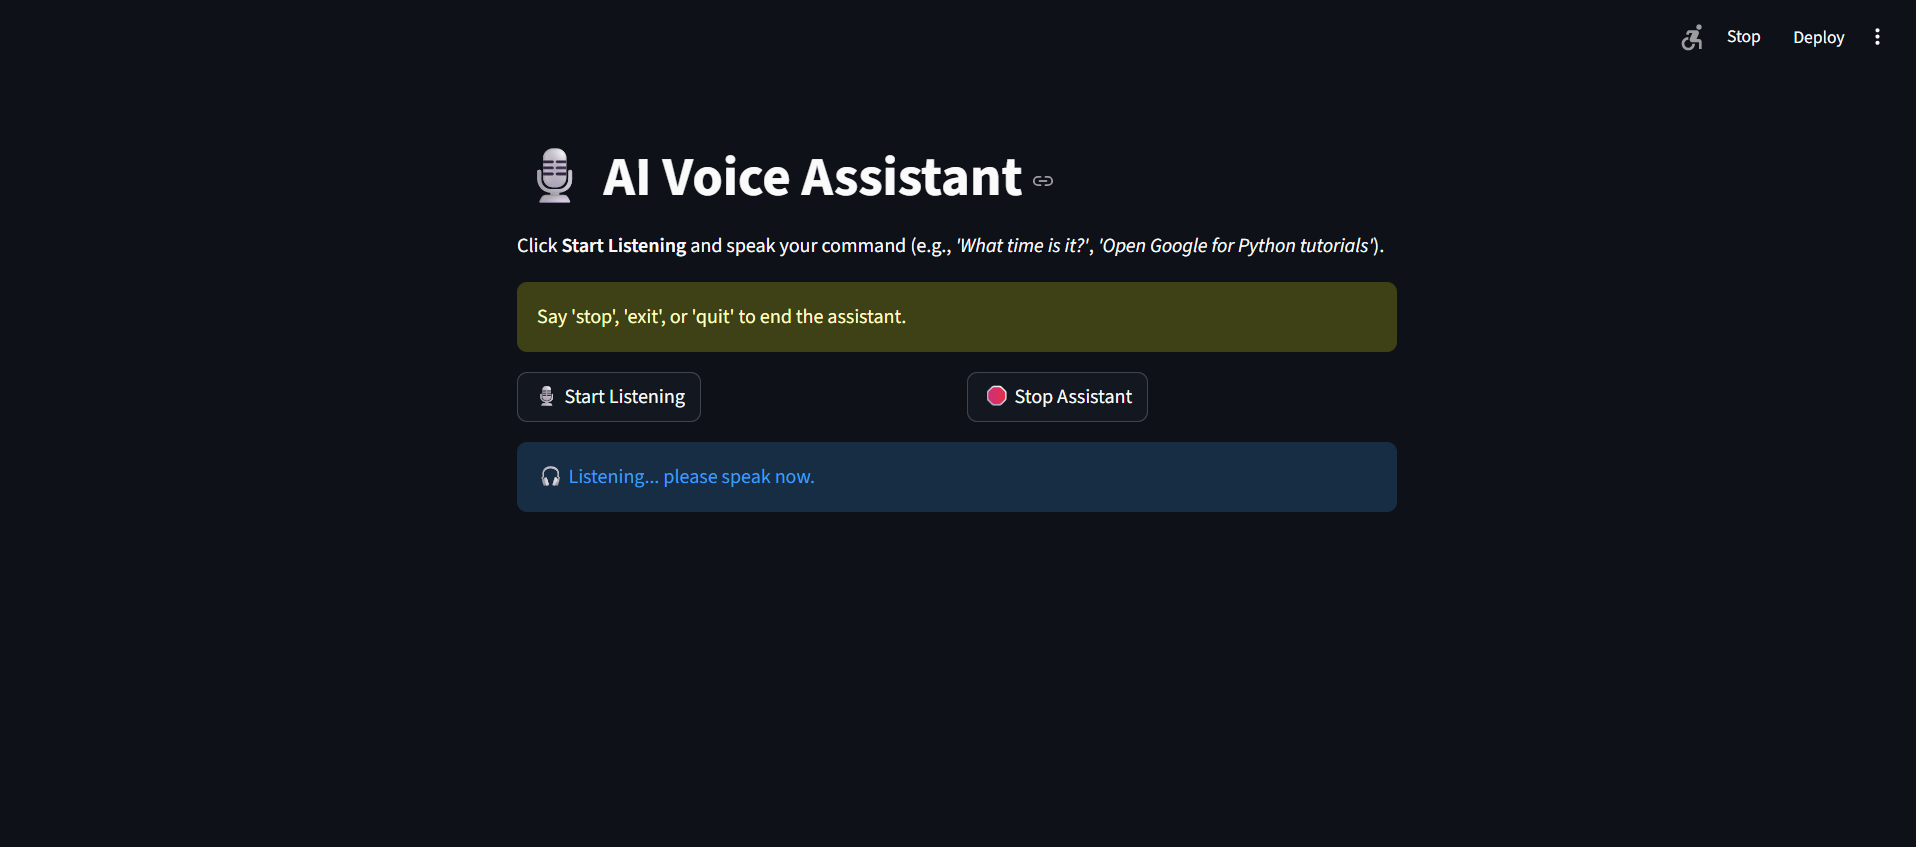 Stop Deploy
AI Voice Assistant
Click Start Listening and speak your command (e.g., 'What time is it?', 'Open Google for Python tutorials').
Say 'stop', 'exit', or 'quit' to end the assistant.
Start Listening
Stop Assistant
Listening... please speak now.